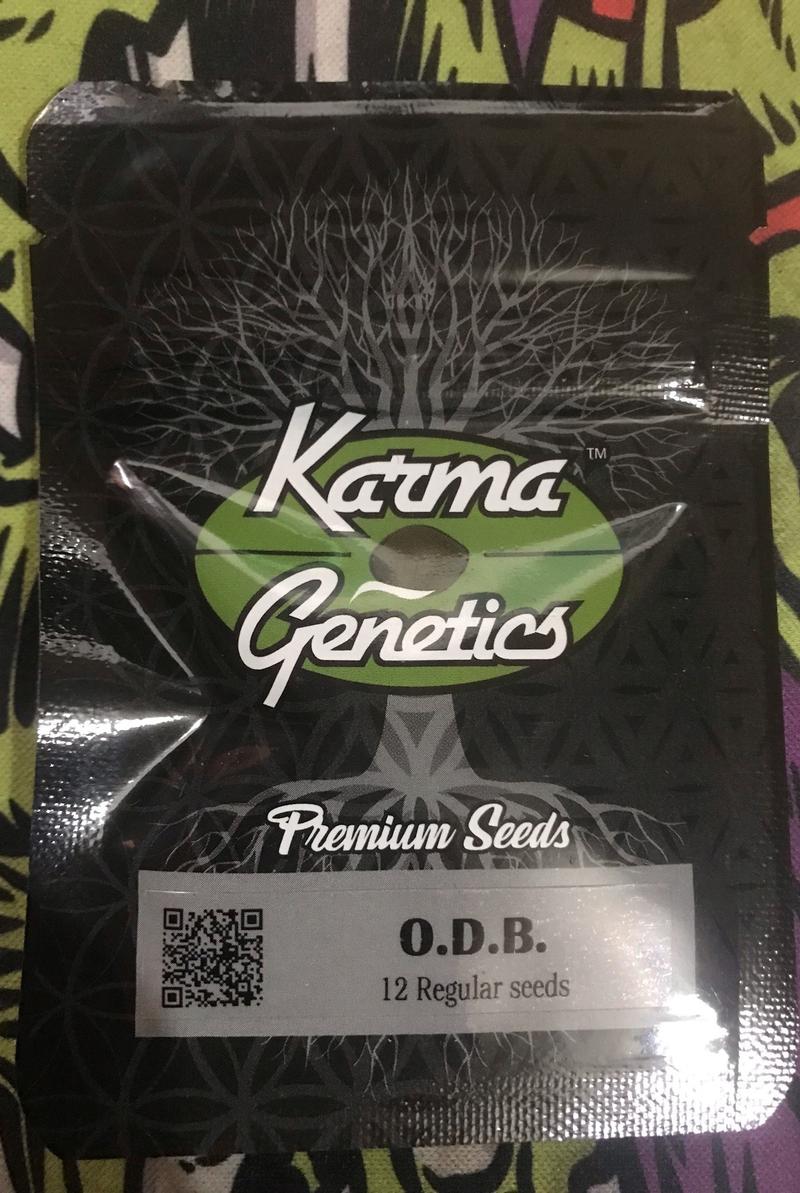 Karma™
Genetics
Premium Seeds
O.D.B.
12 Regular seeds